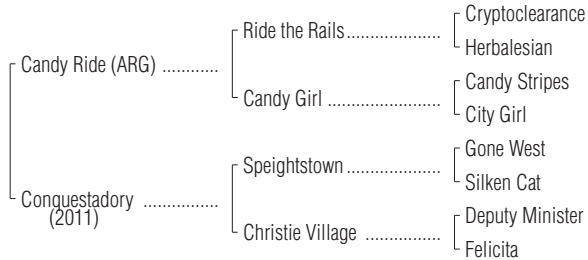 Cryptoclearance
Ride the Rails....................
Herbalesian
Candy Ride (ARG) ............
Candy Stripes
Candy Girl .......................
City Girl
Gone West
Speightstown....................
Silken Cat
Conquestadory ................
(2011)
Deputy Minister
Christie Village ................
Felicita